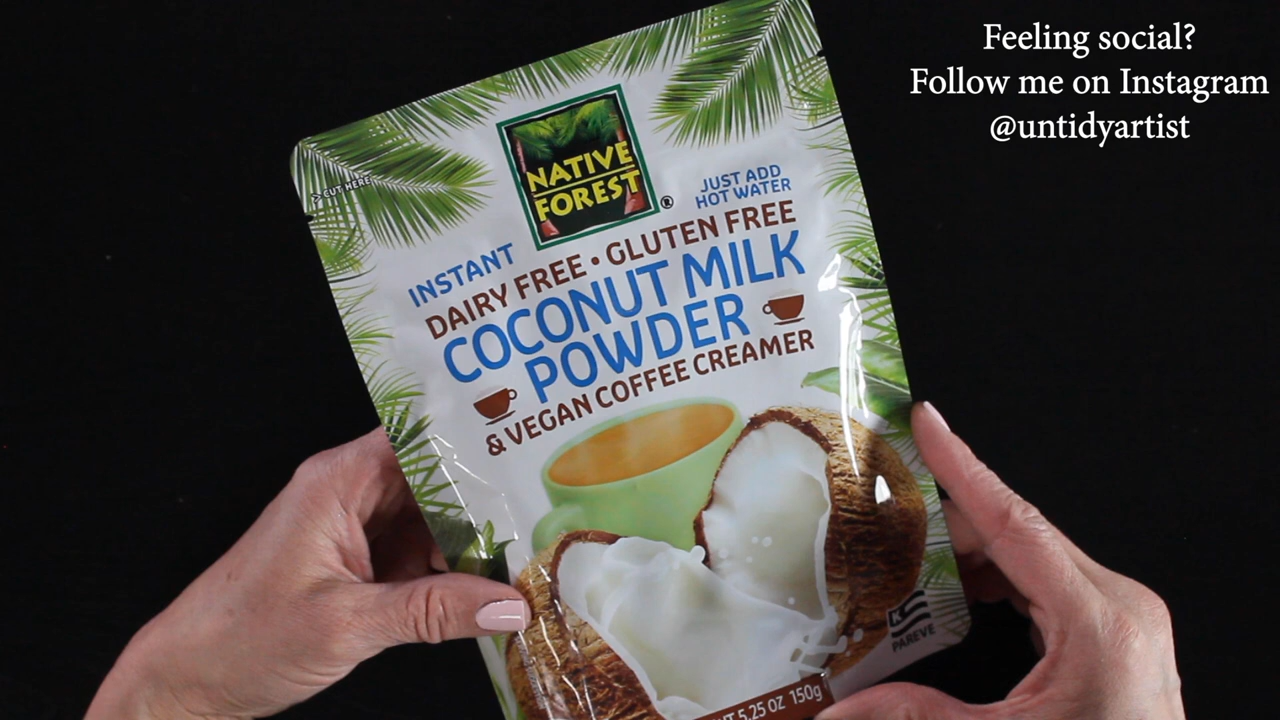 Feeling social?
Follow me on Instagram
@untidyartist
> CUT HERE
NATIVE
FOREST®
JUST ADD
HOT WATER
INSTANT
DAIRY FREE • GLUTEN FREE
COCONUT MILK
POWDER
& VEGAN COFFEE CREAMER
K
PAREVE
5.25 OZ 150g